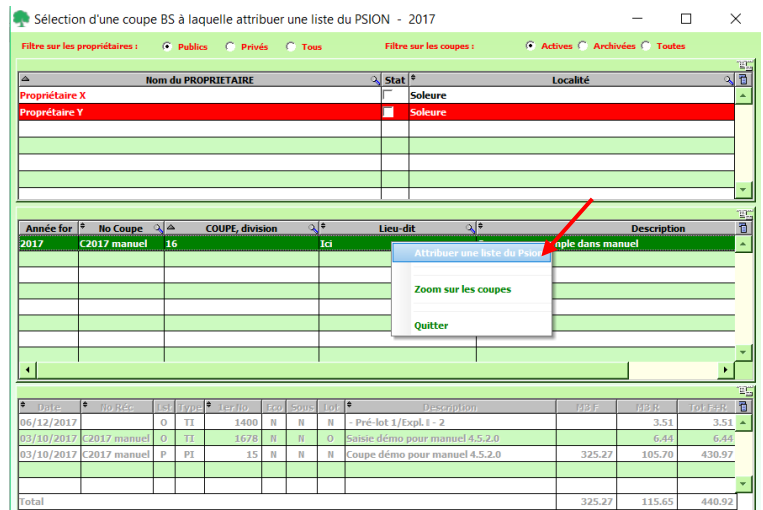 Sélection d'une coupe BS à laquelle attribuer une liste du PSION - 2017
Filtre sur les propriétaires : Publics Privés Tous Filtre sur les coupes : Actives Archivées Toutes
Nom du PROPRIETAIRE Stat Localité
Propriétaire X Soleure
Proprétaire Y Soleure
Année for No Coupe COUPE, division Lieu-dit Description
2017 C2017 manuel 16 Ici mple dans manuel
Attribuer une liste du Psion
Zoom sur les coupes
Quitter
Date No Réc. Lst Type 1er No Eco Sous Lot Description M3 F M3 R Tot.F+R
06/12/2017 O TI 1400 N N N - Pré-lot 1/Expl. I - 2 3.51 3.51
03/10/2017 C2017 manuel O TI 1678 N N O Saisie démo pour manuel 4.5.2.0 6.44 6.44
03/10/2017 C2017 manuel P PI 15 N N N Coupe démo pour manuel 4.5.2.0 325.27 105.70 430.97
Total 325.27 115.65 440.92